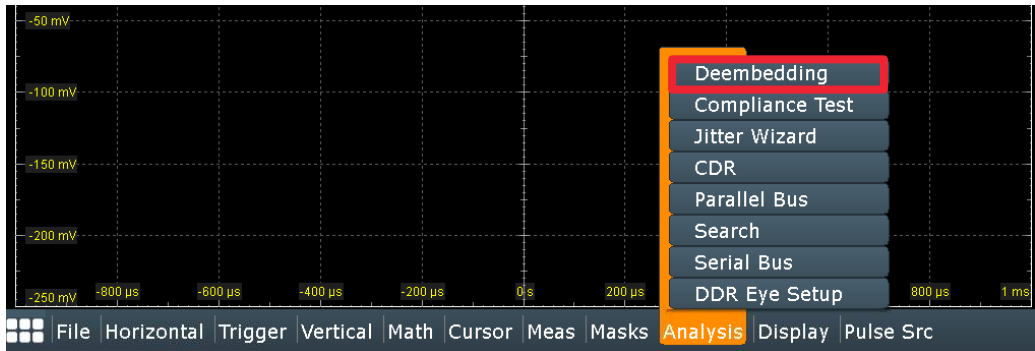 -50 mV
Deembedding
-100 mV
Compliance Test
Jitter Wizard
-150 mV
CDR
Parallel Bus
-200 mV
Search
Serial Bus
-250 mV -800 µs -600 µs -400 µs -200 µs 0 s 200 µs DDR Eye Setup 800 µs 1 ms
File Horizontal Trigger Vertical Math Cursor Meas Masks Analysis Display Pulse Src